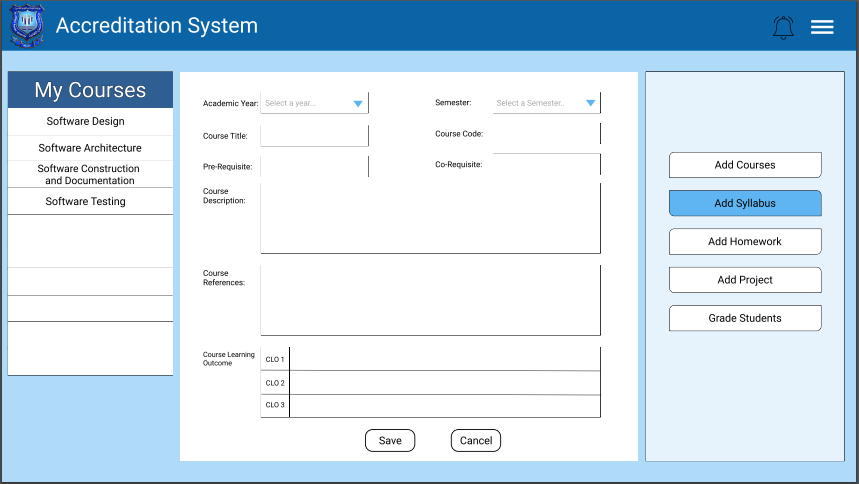 Accreditation System
My Courses
Software Design
Software Architecture
Software Construction
and Documentation
Software Testing
Academic Year:
Select a year...
Semester:
Select a Semester..
Course Title:
Course Code:
Pre-Requisite:
Co-Requisite:
Course
Description:
Course
References:
Course Learning
Outcome
CLO 1
CLO 2
CLO 3
Save
Cancel
Add Courses
Add Syllabus
Add Homework
Add Project
Grade Students